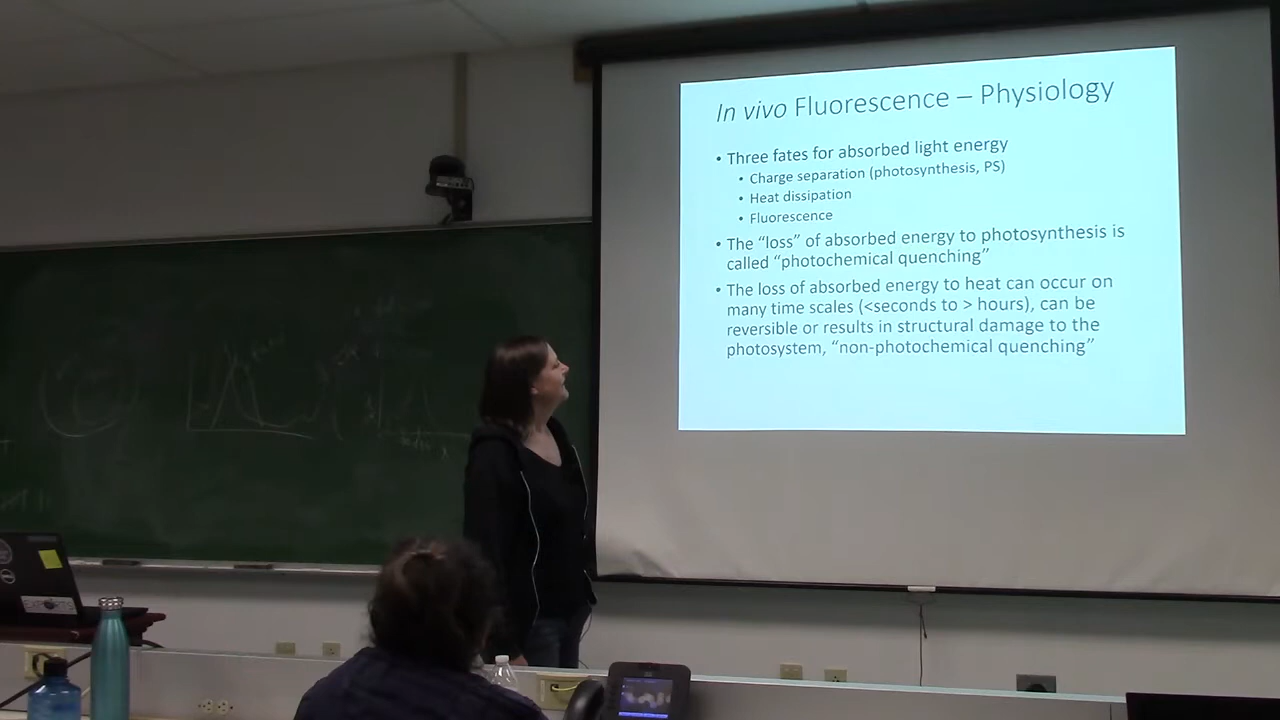 In vivo Fluorescence – Physiology
• Three fates for absorbed light energy
• Charge separation (photosynthesis, PS)
• Heat dissipation
• Fluorescence
• The “loss” of absorbed energy to photosynthesis is
called “photochemical quenching”
• The loss of absorbed energy to heat can occur on
many time scales (<seconds to > hours), can be
reversible or results in structural damage to the
photosystem, “non-photochemical quenching”